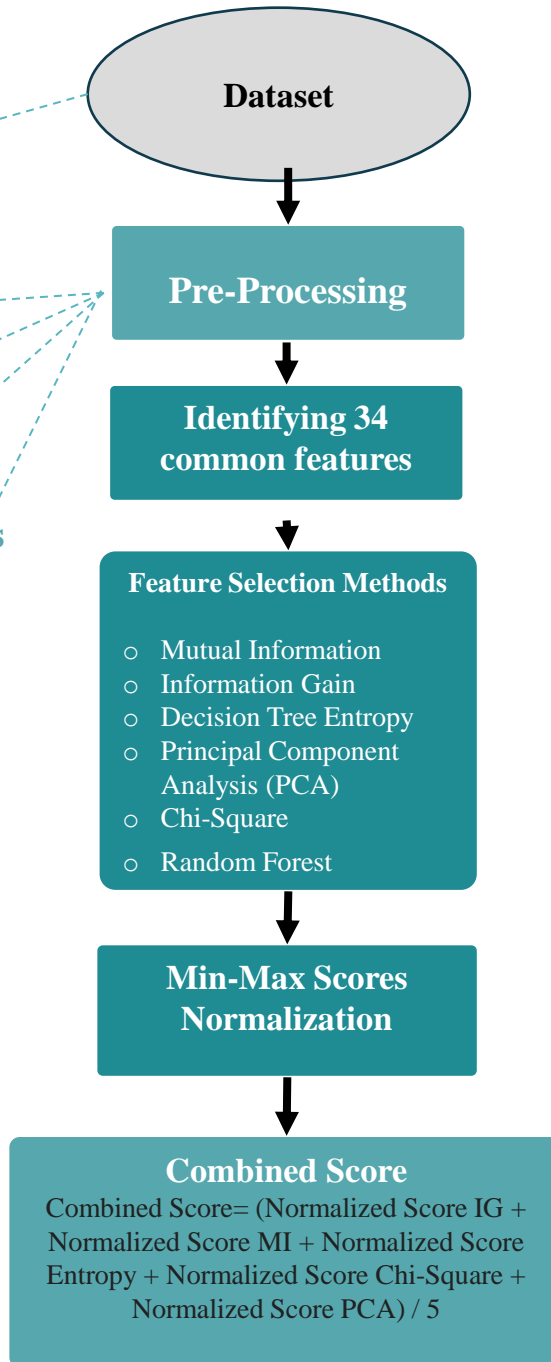 Dataset
Pre-Processing
Identifying 34
common features
s
Feature Selection Methods
○ Mutual Information
○ Information Gain
○ Decision Tree Entropy
○ Principal Component
Analysis (PCA)
○ Chi-Square
○ Random Forest
Min-Max Scores
Normalization
Combined Score
Combined Score= (Normalized Score IG +
Normalized Score MI + Normalized Score
Entropy + Normalized Score Chi-Square +
Normalized Score PCA) / 5